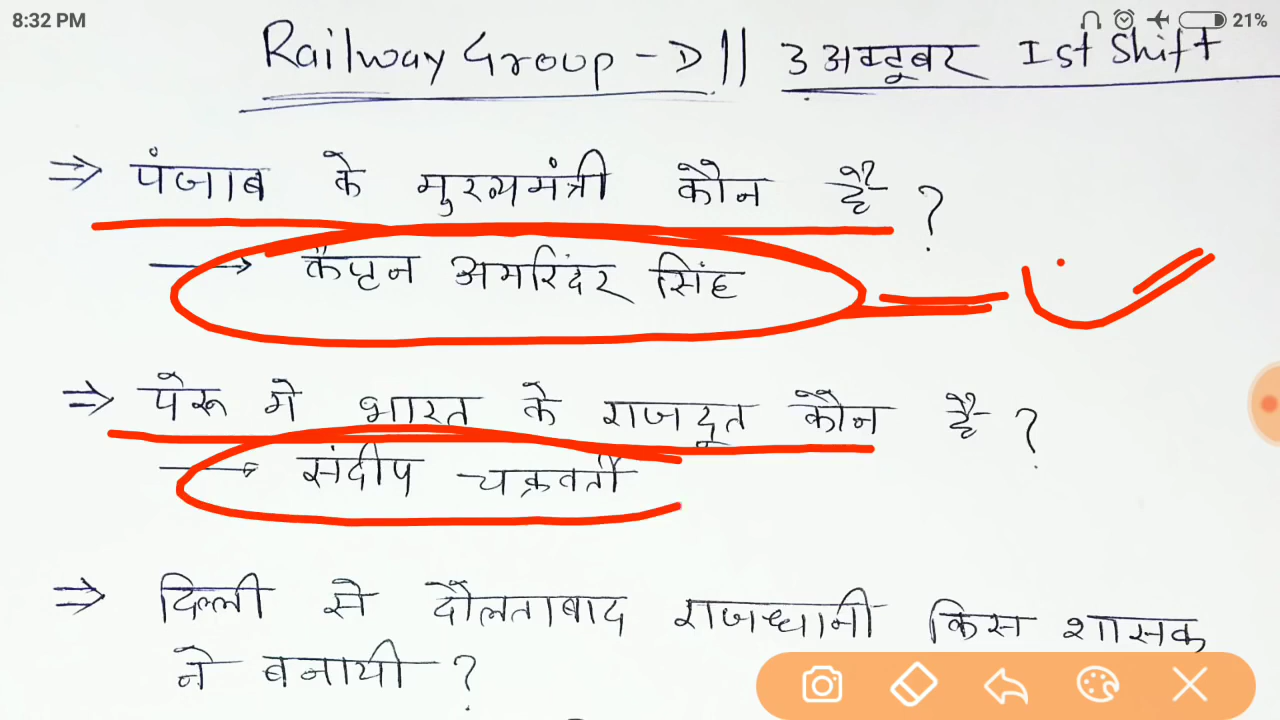 8:32 PM 21%
Railway Group - D || 3 अक्टूबर Ist Shift
⇒ पंजाब के मुख्यमंत्री कौन है ?
→ कैप्टन अमरिंदर सिंह
⇒ पेरू मे भारत के राजदूत कौन है ?
→ संदीप चक्रवर्ती
⇒ दिल्ली से दौलताबाद राजधानी किस शासक
ने बनायी ?